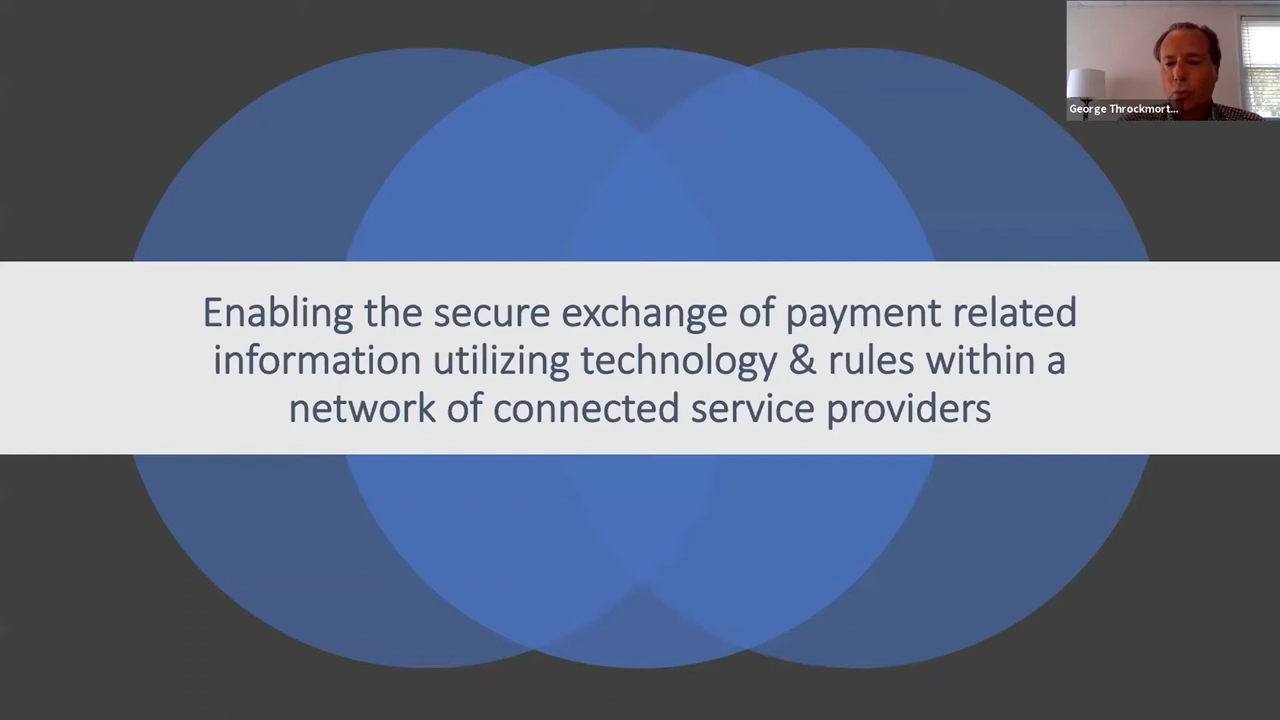 George Throckmort...
Enabling the secure exchange of payment related
information utilizing technology & rules within a
network of connected service providers